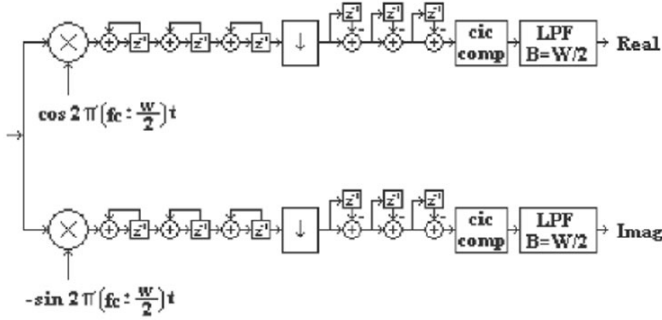 z⁻¹ z⁻¹ z⁻¹
+ z⁻¹ + z⁻¹ + z⁻¹ ↓ + - + - + - cic comp LPF B=W/2 Real
cos 2π(fc ± w/2)t
z⁻¹ z⁻¹ z⁻¹
+ z⁻¹ + z⁻¹ + z⁻¹ ↓ + - + - + - cic comp LPF B=W/2 Imag
-sin 2π(fc ± w/2)t